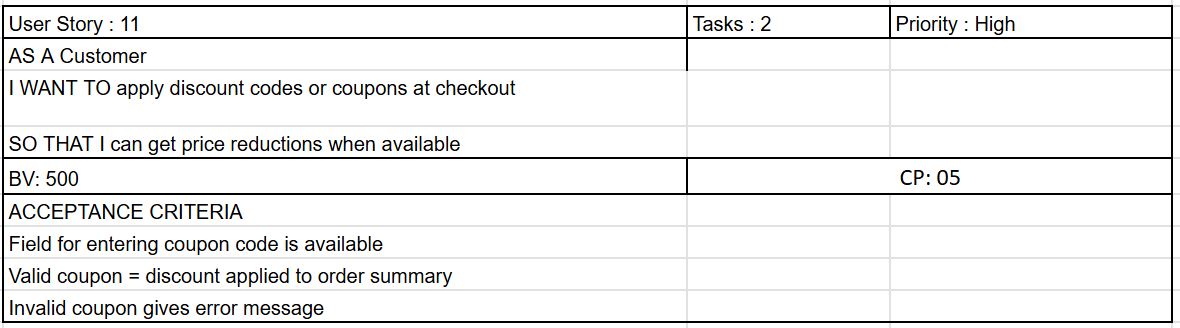 User Story : 11 Tasks : 2 Priority : High
AS A Customer
I WANT TO apply discount codes or coupons at checkout
SO THAT I can get price reductions when available
BV: 500 CP: 05
ACCEPTANCE CRITERIA
Field for entering coupon code is available
Valid coupon = discount applied to order summary
Invalid coupon gives error message